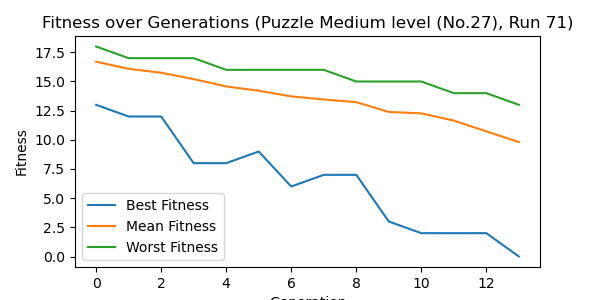 Fitness over Generations (Puzzle Medium level (No.27), Run 71)
17.5
15.0
12.5
10.0
7.5
5.0
2.5
0.0
Fitness
Best Fitness
Mean Fitness
Worst Fitness
0 2 4 6 8 10 12
Generation